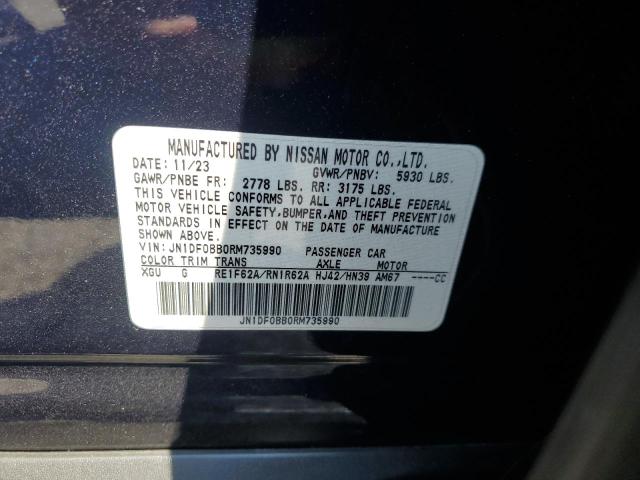 MANUFACTURED BY NISSAN MOTOR CO.,LTD.
DATE: 11/23 GVWR/PNBV: 5930 LBS.
GAWR/PNBE FR: 2778 LBS. RR: 3175 LBS.
THIS VEHICLE CONFORMS TO ALL APPLICABLE FEDERAL
MOTOR VEHICLE SAFETY,BUMPER,AND THEFT PREVENTION
STANDARDS IN EFFECT ON THE DATE OF MANUFACTURE
SHOWN ABOVE.
VIN: JN1DF0BB0RM735990 PASSENGER CAR
COLOR TRIM TRANS AXLE MOTOR
XGU G RE1F62A/RN1R62A HJ42/HN39 AM67 ----CC
JN1DF0BB0RM735990